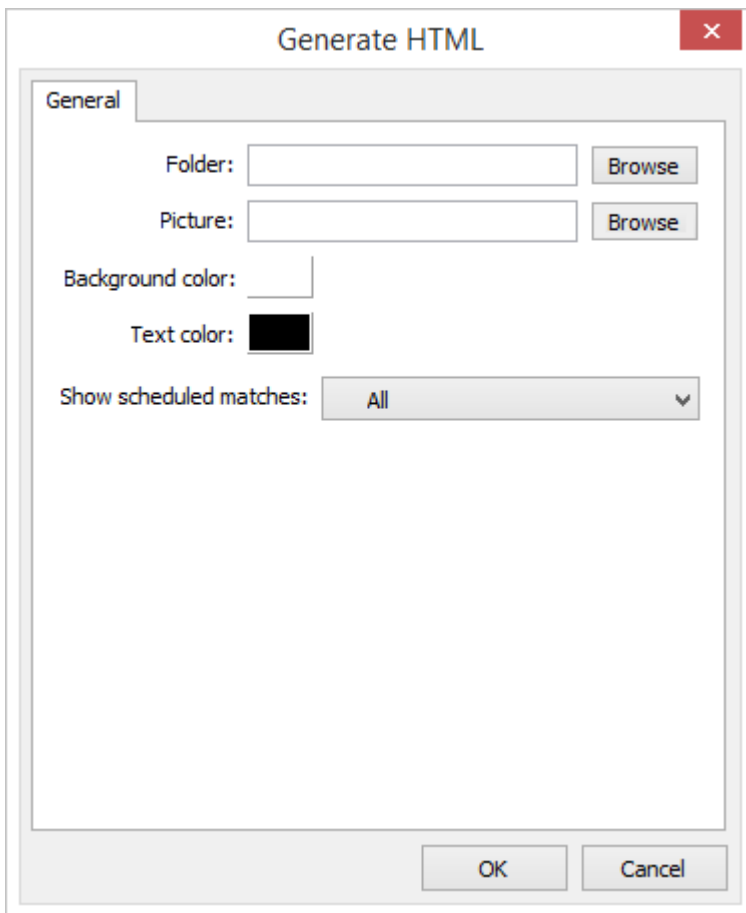 Generate HTML
General
Folder: Browse
Picture: Browse
Background color:
Text color:
Show scheduled matches: All
OK Cancel